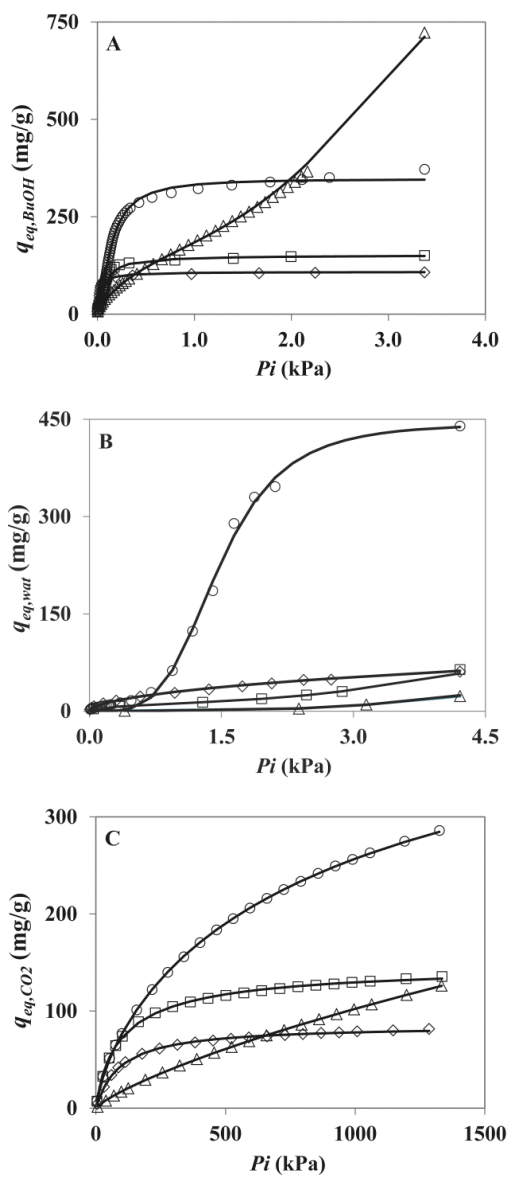 A
750
500
250
0
q_eq,BuOH (mg/g)
0.0 1.0 2.0 3.0 4.0
Pi (kPa)
B
450
300
150
0
q_eq,wat (mg/g)
0.0 1.5 3.0 4.5
Pi (kPa)
C
300
200
100
0
q_eq,CO2 (mg/g)
0 500 1000 1500
Pi (kPa)